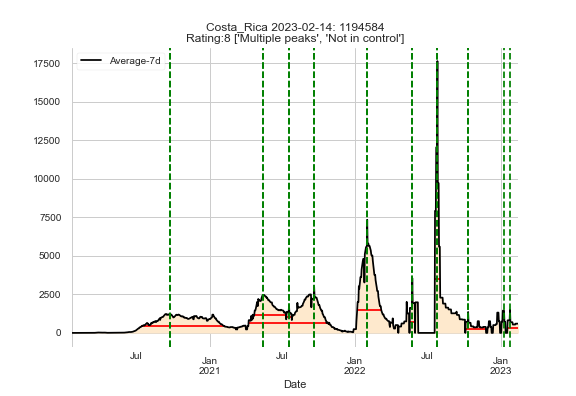 Costa_Rica 2023-02-14: 1194584
Rating:8 ['Multiple peaks', 'Not in control']
Average-7d
17500
15000
12500
10000
7500
5000
2500
0
Jul
Jan
2021
Jul
Jan
2022
Jul
Jan
2023
Date